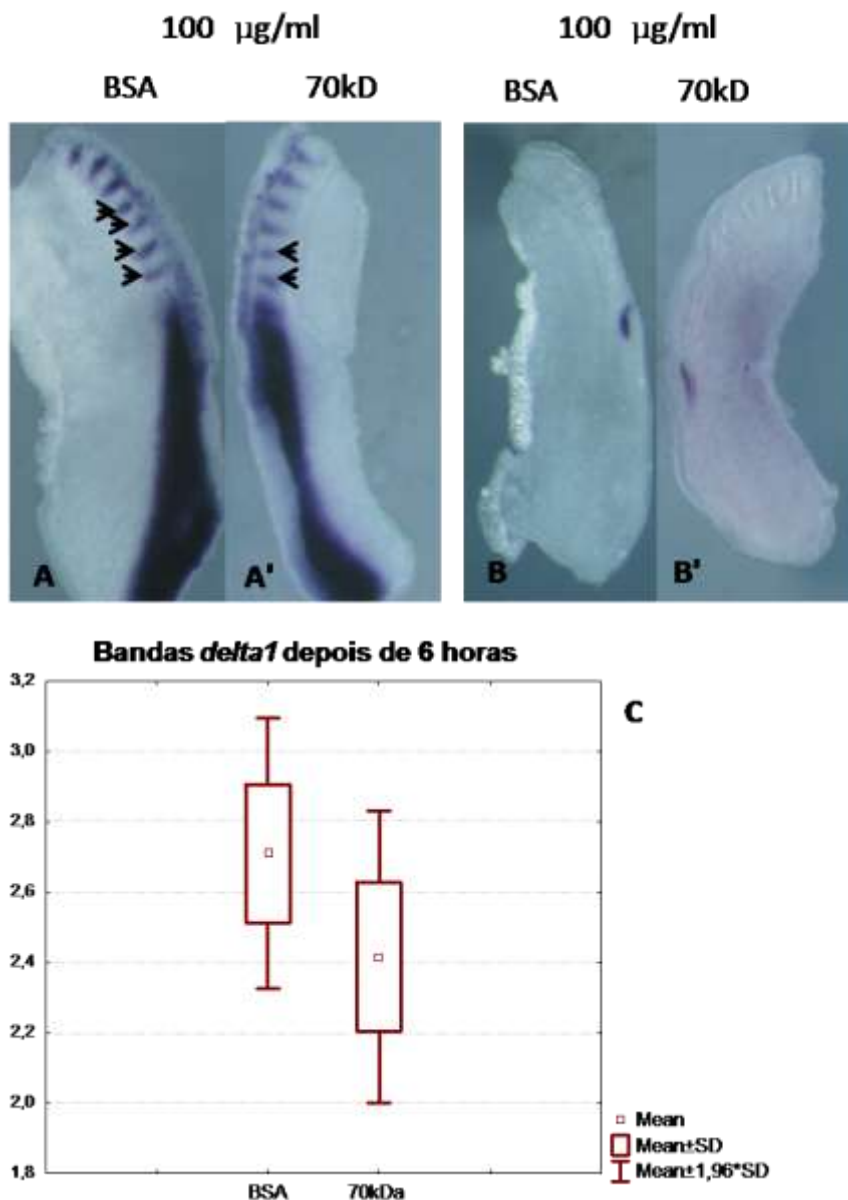 100 µg/ml 100 µg/ml
BSA 70kD BSA 70kD
A A' B B'
Bandas delta1 depois de 6 horas
C
3,2
3,0
2,8
2,6
2,4
2,2
2,0
1,8
BSA 70kDa
Mean
Mean±SD
Mean±1,96*SD